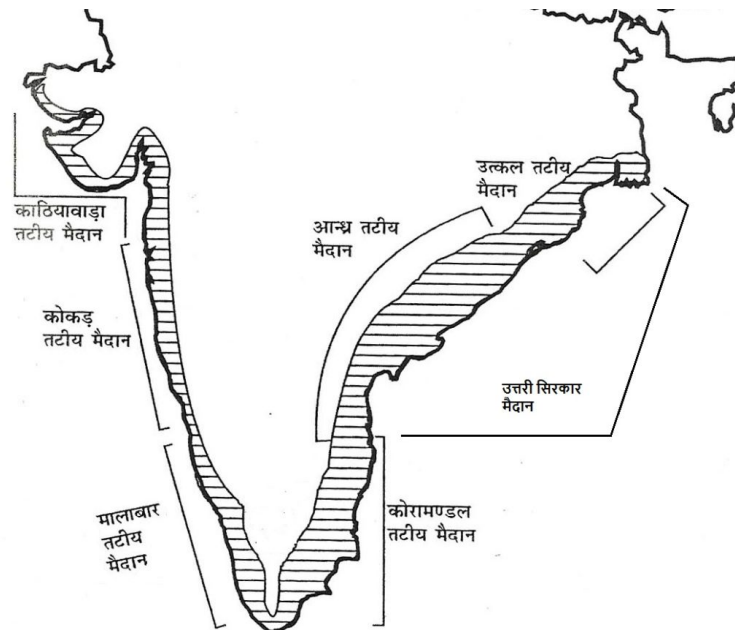 उत्कल तटीय
मैदान
काठियावाड़ा
तटीय मैदान
आन्ध्र तटीय
मैदान
कोकड़
तटीय मैदान
उत्तरी सिरकार
मैदान
मालाबार
तटीय
मैदान
कोरामण्डल
तटीय मैदान